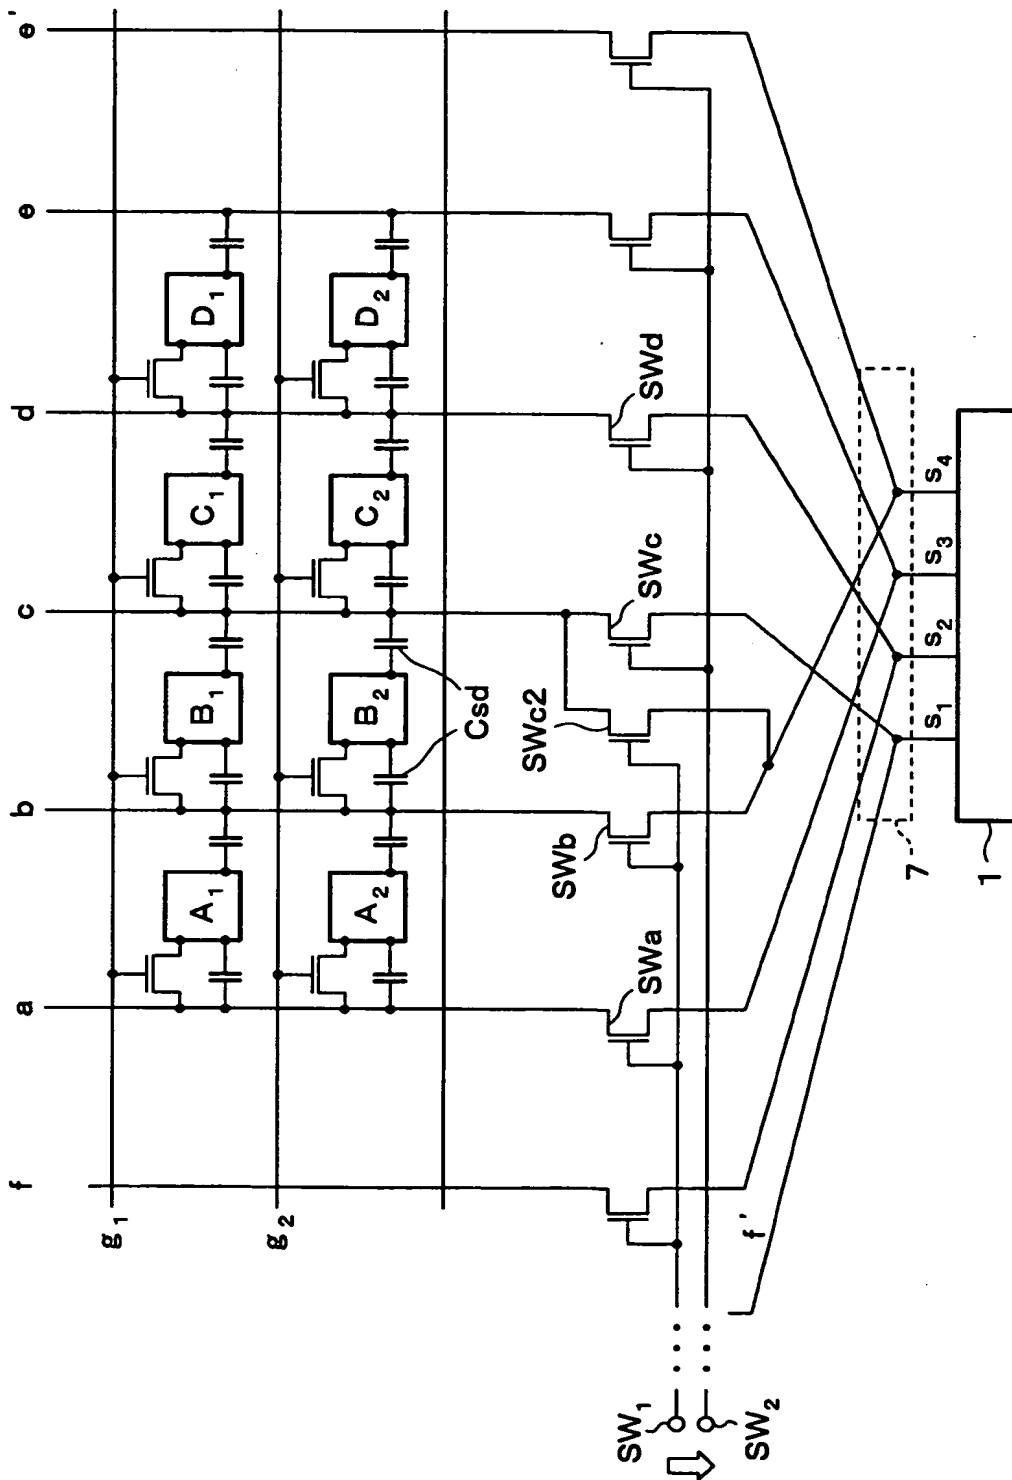 f a b c d e e'
g₁
A₁ B₁ C₁ D₁
g₂
A₂ B₂ C₂ D₂
Csd
SWa SWb SWc2 SWc SWd
SW₁
SW₂
f'
7
s₁ s₂ s₃ s₄
1